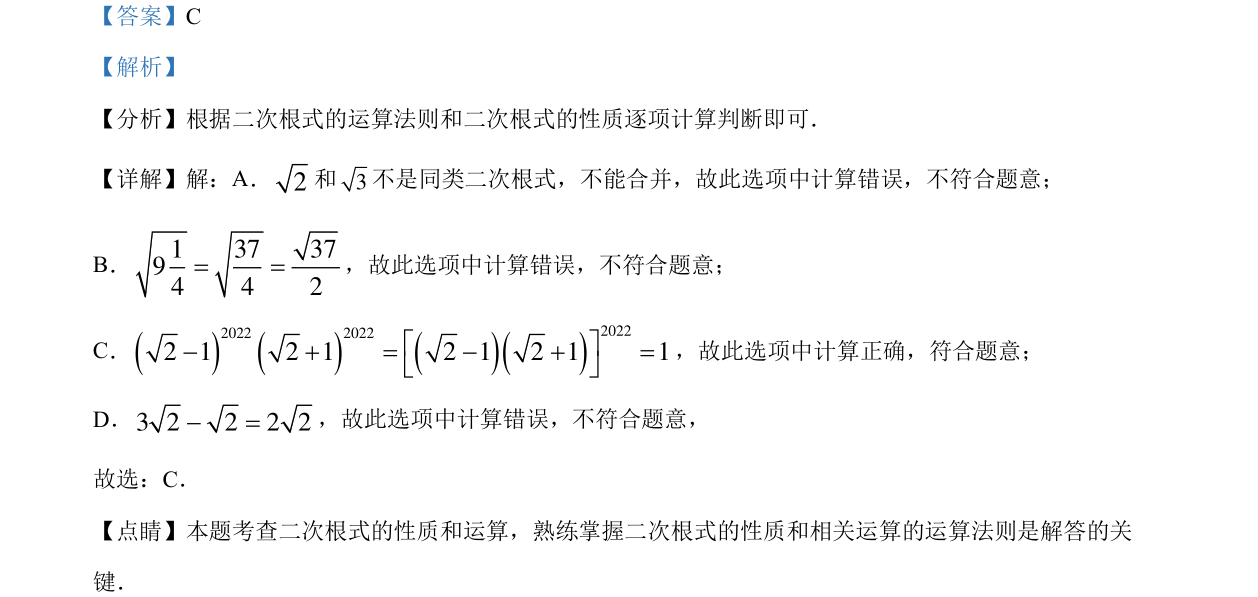 【答案】C
【解析】
【分析】根据二次根式的运算法则和二次根式的性质逐项计算判断即可.
【详解】解：A. √2 和 √3 不是同类二次根式，不能合并，故此选项中计算错误，不符合题意；
B. √(9 1/4) = √(37/4) = √37/2，故此选项中计算错误，不符合题意；
C. (√2−1)^2022 (√2+1)^2022 = [(√2−1)(√2+1)]^2022 = 1，故此选项中计算正确，符合题意；
D. 3√2 − √2 = 2√2，故此选项中计算错误，不符合题意，
故选：C.
【点睛】本题考查二次根式的性质和运算，熟练掌握二次根式的性质和相关运算的运算法则是解答的关
键.